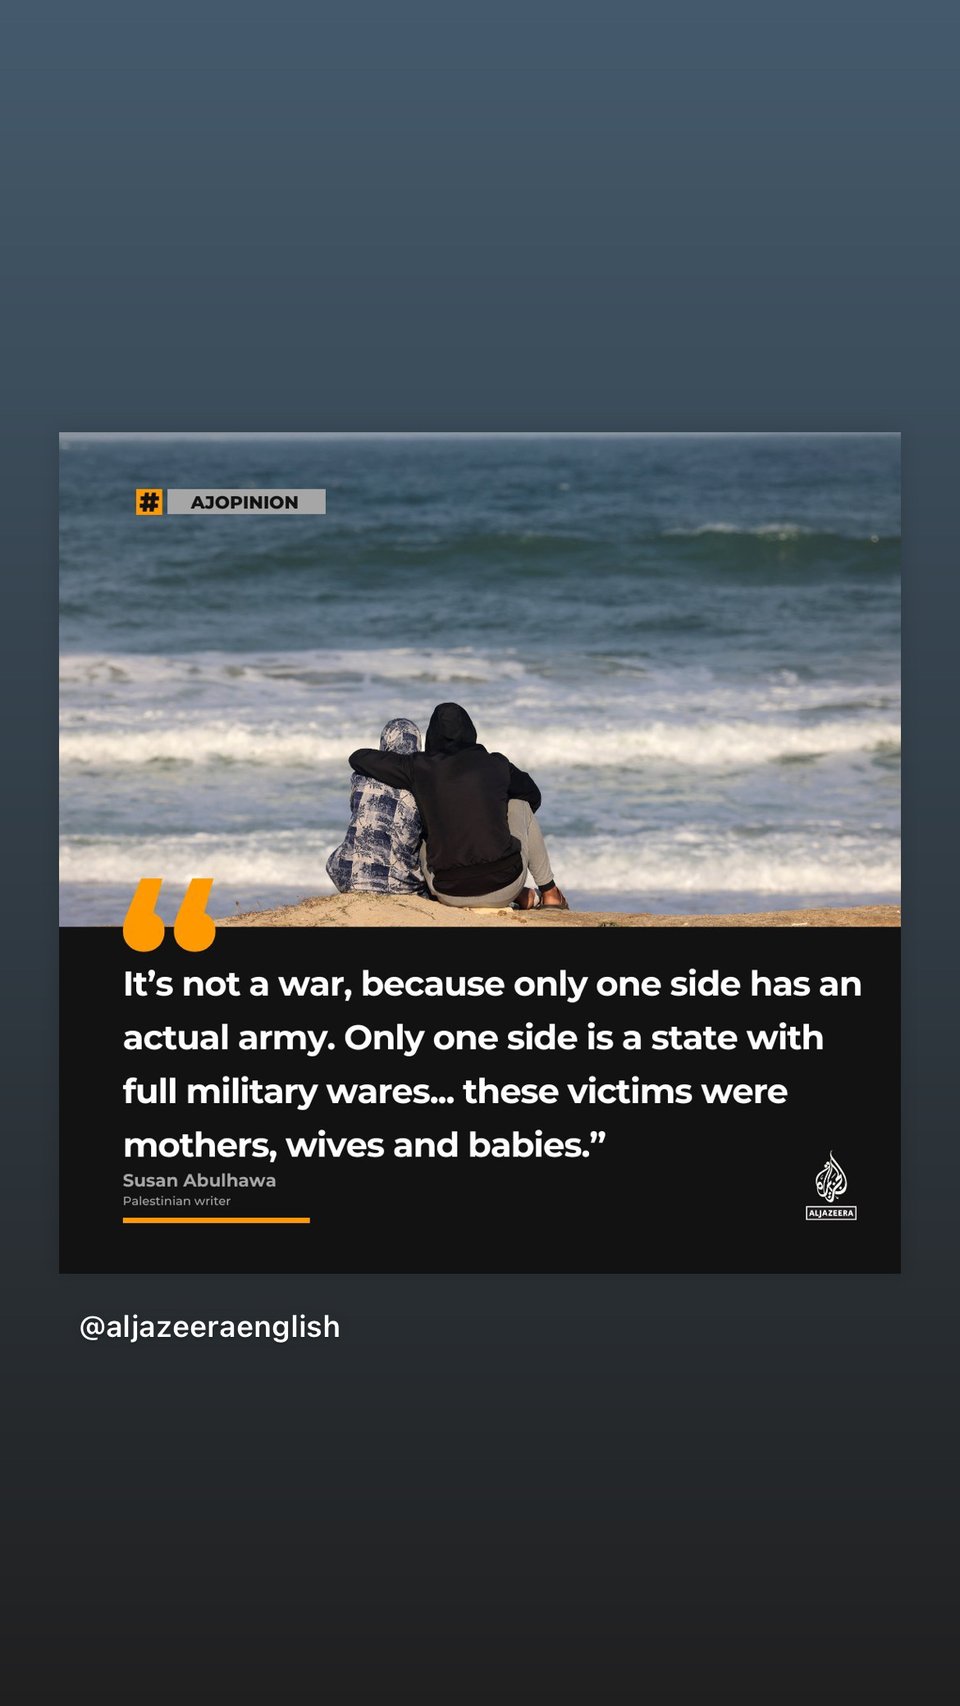 # AJOPINION
“
It’s not a war, because only one side has an
actual army. Only one side is a state with
full military wares... these victims were
mothers, wives and babies.”
Susan Abulhawa
Palestinian writer
ALJAZEERA
@aljazeeraenglish